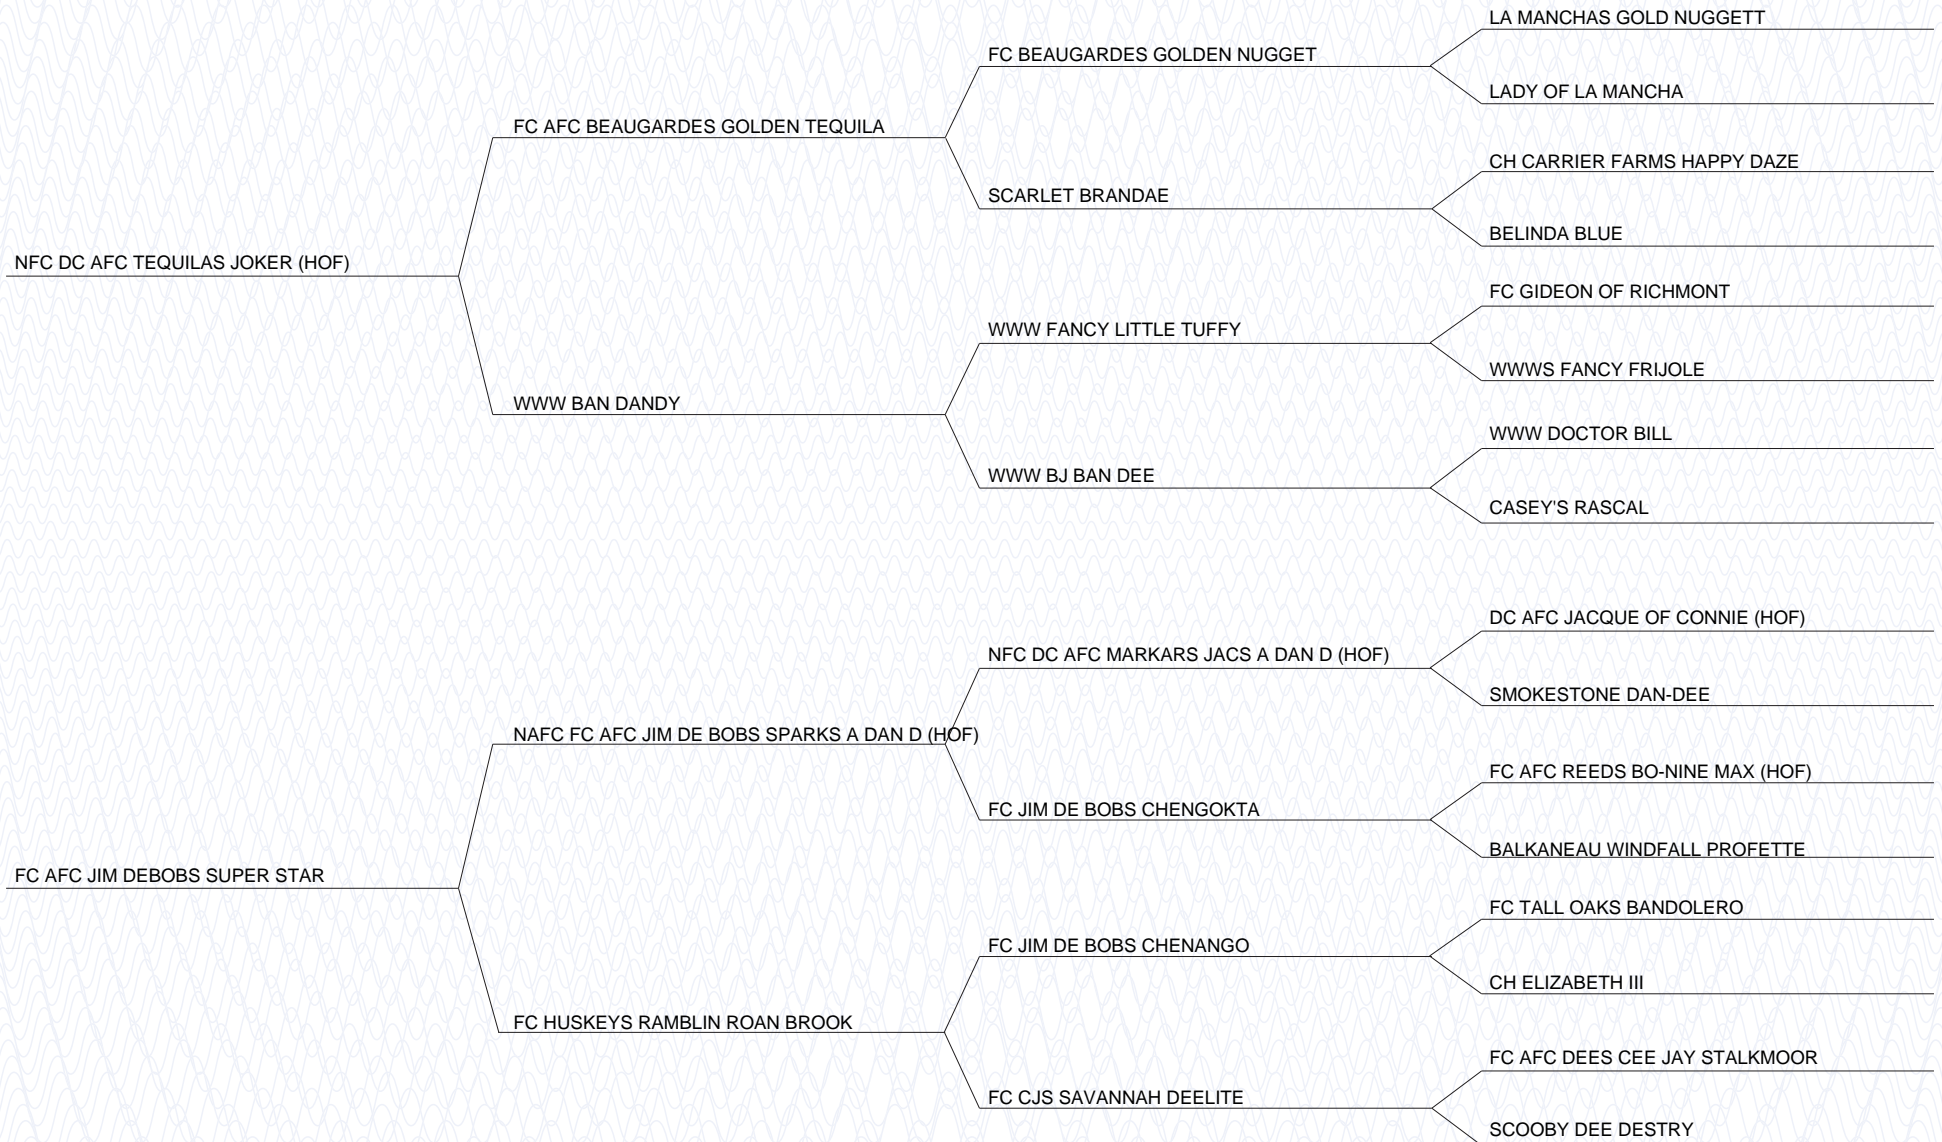 LA MANCHAS GOLD NUGGETT
FC BEAUGARDES GOLDEN NUGGET
LADY OF LA MANCHA
FC AFC BEAUGARDES GOLDEN TEQUILA
CH CARRIER FARMS HAPPY DAZE
SCARLET BRANDAE
BELINDA BLUE
NFC DC AFC TEQUILAS JOKER (HOF)
FC GIDEON OF RICHMONT
WWW FANCY LITTLE TUFFY
WWWS FANCY FRIJOLE
WWW BAN DANDY
WWW DOCTOR BILL
WWW BJ BAN DEE
CASEY'S RASCAL
DC AFC JACQUE OF CONNIE (HOF)
NFC DC AFC MARKARS JACS A DAN D (HOF)
SMOKESTONE DAN-DEE
NAFC FC AFC JIM DE BOBS SPARKS A DAN D (HOF)
FC AFC REEDS BO-NINE MAX (HOF)
FC JIM DE BOBS CHENGOKTA
BALKANEAU WINDFALL PROFETTE
FC AFC JIM DEBOBS SUPER STAR
FC TALL OAKS BANDOLERO
FC JIM DE BOBS CHENANGO
CH ELIZABETH III
FC HUSKEYS RAMBLIN ROAN BROOK
FC AFC DEES CEE JAY STALKMOOR
FC CJS SAVANNAH DEELITE
SCOOBY DEE DESTRY